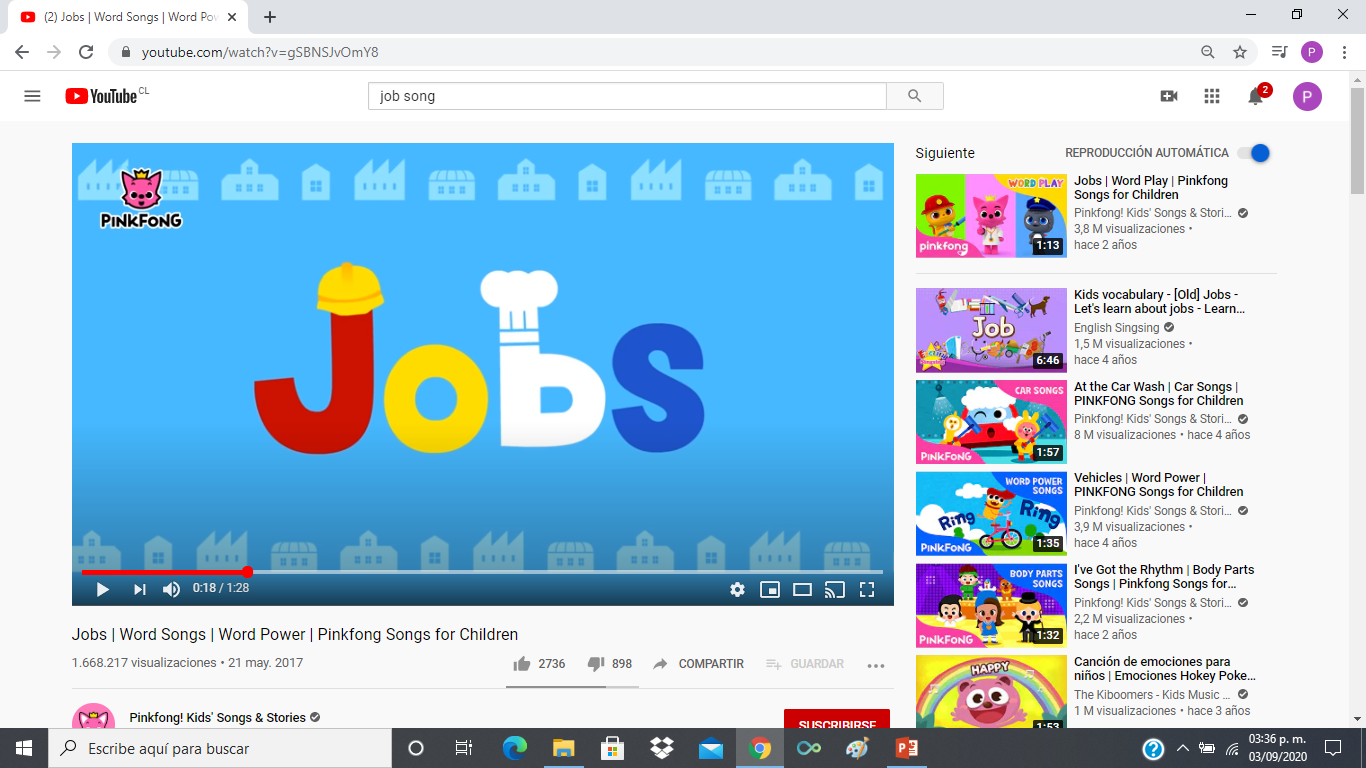 (2) Jobs | Word Songs | Word Pow
youtube.com/watch?v=gSBNSJvOmY8
P
YouTube CL
job song
2
P
PINKFONG
Jobs
0:18 / 1:28
Jobs | Word Songs | Word Power | Pinkfong Songs for Children
1.668.217 visualizaciones • 21 may. 2017
2736
898
COMPARTIR
GUARDAR
Pinkfong! Kids' Songs & Stories
SUSCRIBIRSE
Siguiente
REPRODUCCIÓN AUTOMÁTICA
WORD PLAY
pinkfong
1:13
Jobs | Word Play | Pinkfong
Songs for Children
Pinkfong! Kids' Songs & Stori...
3,8 M visualizaciones •
hace 2 años
Job
6:46
Kids vocabulary - [Old] Jobs -
Let's learn about jobs - Learn...
English Singsing
1,5 M visualizaciones •
hace 4 años
CAR SONGS
PINKFONG
1:57
At the Car Wash | Car Songs |
PINKFONG Songs for Children
Pinkfong! Kids' Songs & Stori...
8 M visualizaciones • hace 4 años
WORD POWER
SONGS
Ring
Ring
PINKFONG
1:35
Vehicles | Word Power |
PINKFONG Songs for Children
Pinkfong! Kids' Songs & Stori...
3,9 M visualizaciones •
hace 4 años
BODY PARTS
SONGS
PINKFONG
1:32
I've Got the Rhythm | Body Parts
Songs | Pinkfong Songs for...
Pinkfong! Kids' Songs & Stori...
2,2 M visualizaciones •
hace 2 años
HAPPY
1:53
Canción de emociones para
niños | Emociones Hokey Poke...
The Kiboomers - Kids Music ...
1 M visualizaciones • hace 3 años
Escribe aquí para buscar
03:36 p. m.
03/09/2020